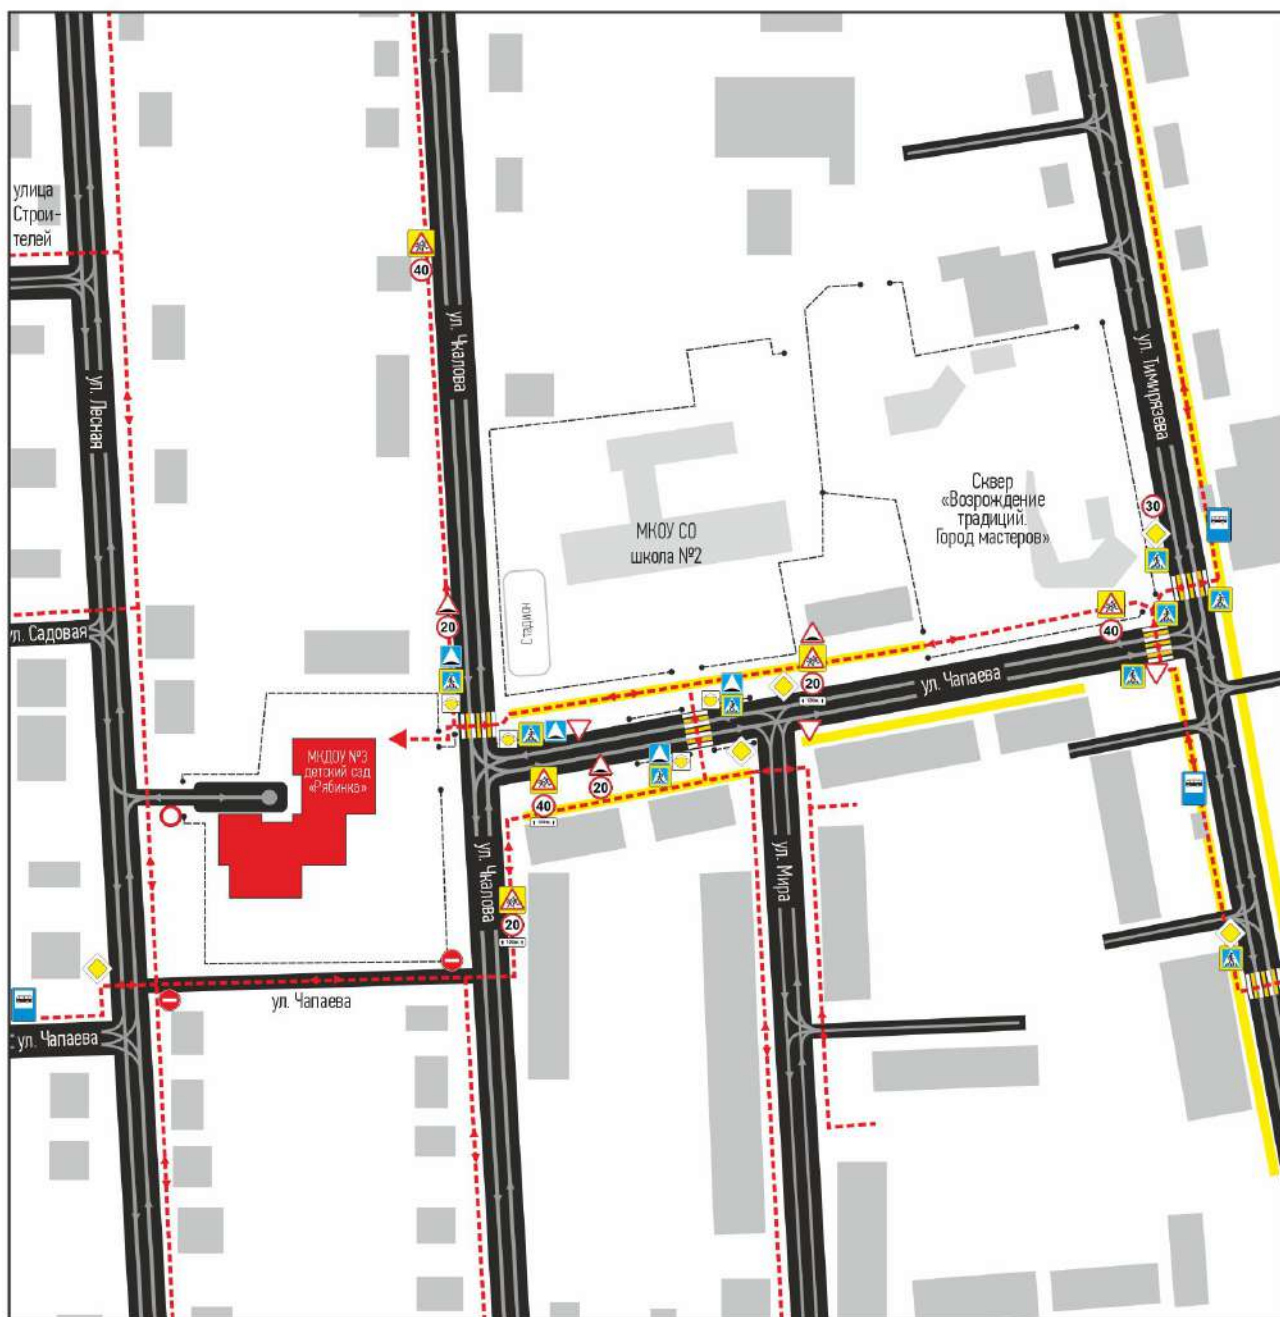 улица
Строи-
телей
40
ул. Чкалова
ул. Тимирязева
ул. Лесная
Сквер
«Возрождение
традиций.
Город мастеров»
30
МКОУ СО
школа №2
Стадион
20
40
ул. Садовая
20
ул. Чапаева
МКДОУ №3
детский сад
«Рябинка»
20
40
ул. Чкалова
ул. Мира
20
ул. Чапаева
ул. Чапаева